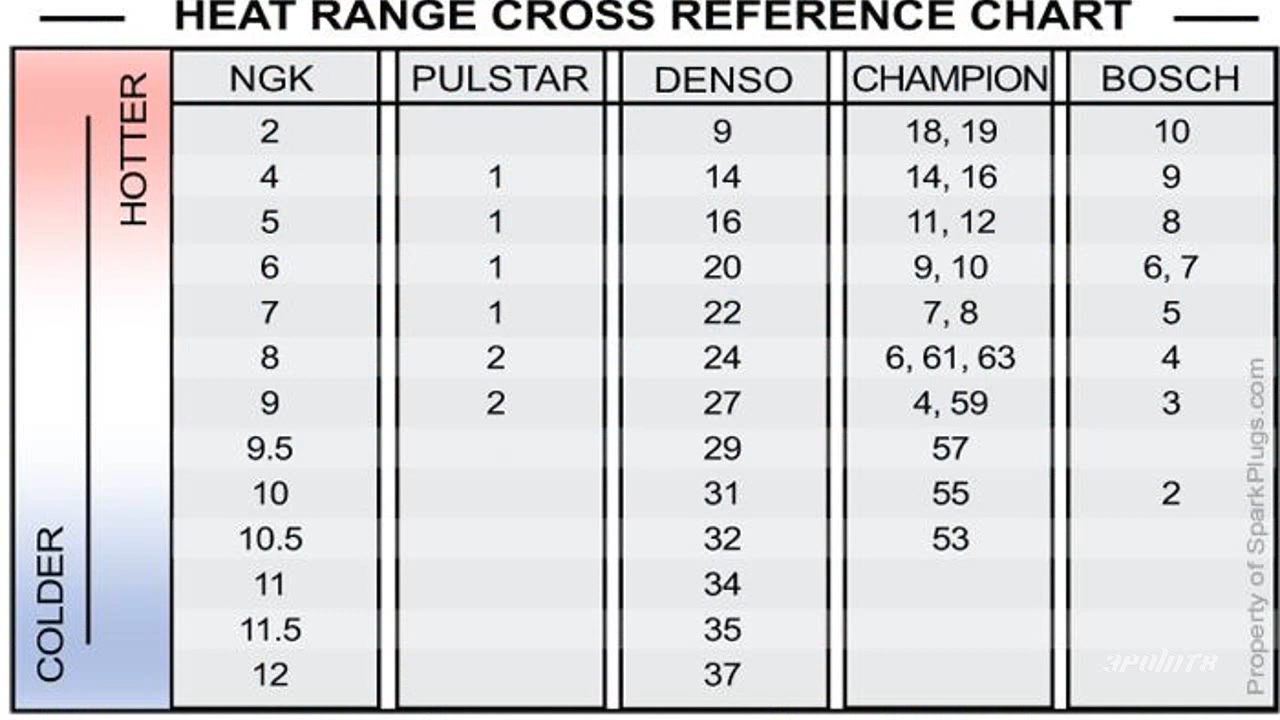 HEAT RANGE CROSS REFERENCE CHART
HOTTER
COLDER
NGK PULSTAR DENSO CHAMPION BOSCH
2 9 18, 19 10
4 1 14 14, 16 9
5 1 16 11, 12 8
6 1 20 9, 10 6, 7
7 1 22 7, 8 5
8 2 24 6, 61, 63 4
9 2 27 4, 59 3
9.5 29 57
10 31 55 2
10.5 32 53
11 34
11.5 35
12 37
Property of SparkPlugs.com